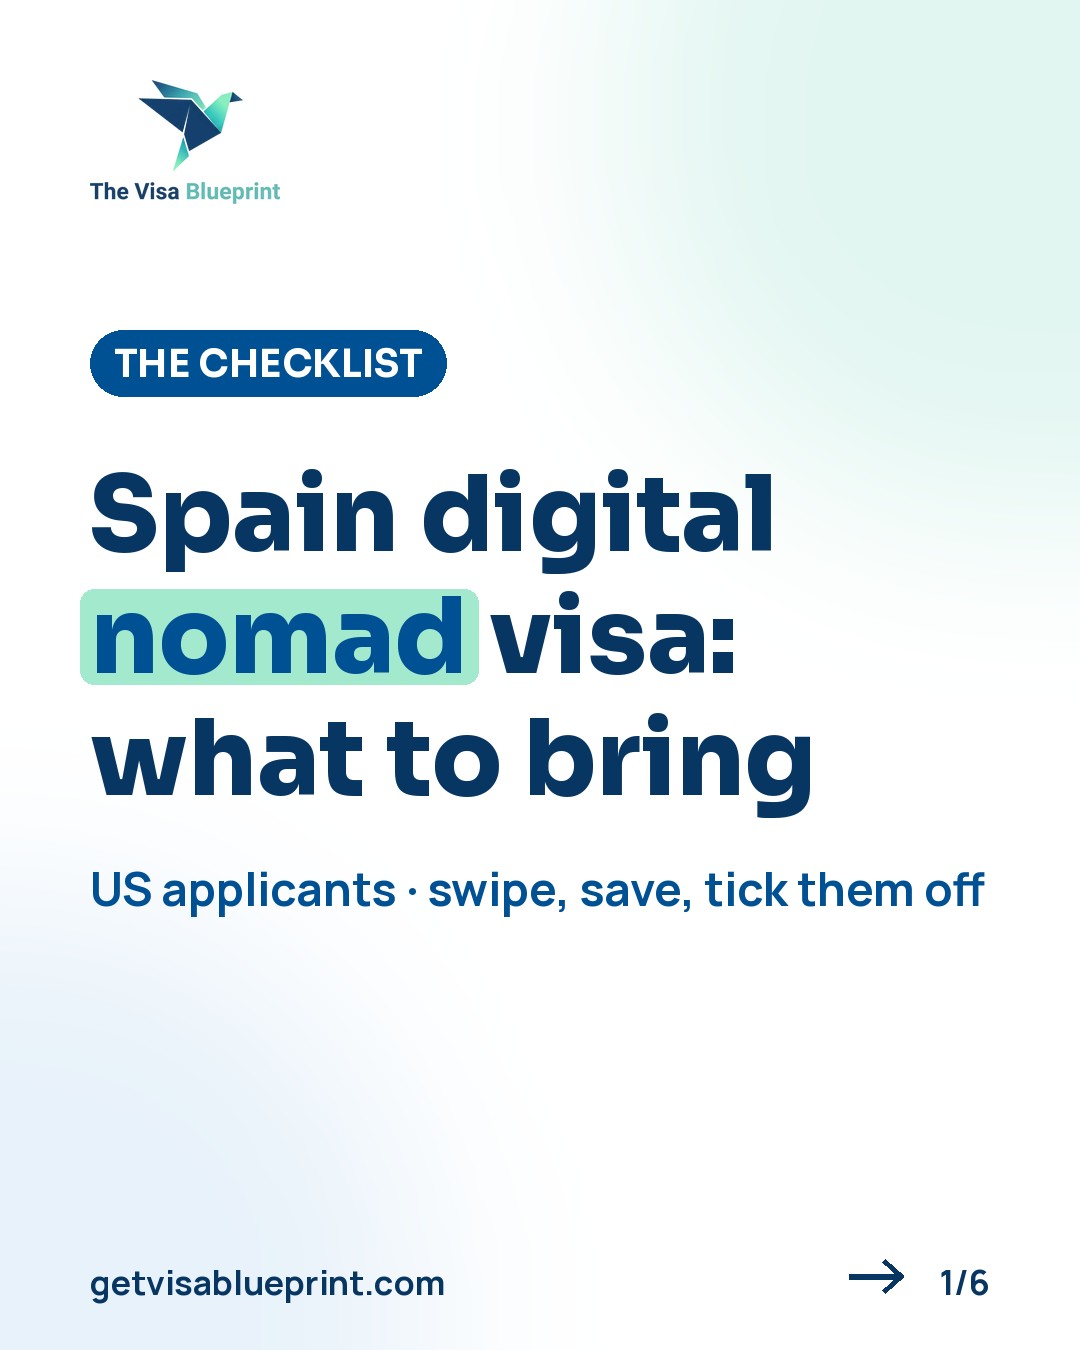 The Visa Blueprint
THE CHECKLIST
Spain digital
nomad visa:
what to bring
US applicants · swipe, save, tick them off
getvisablueprint.com
→ 1/6